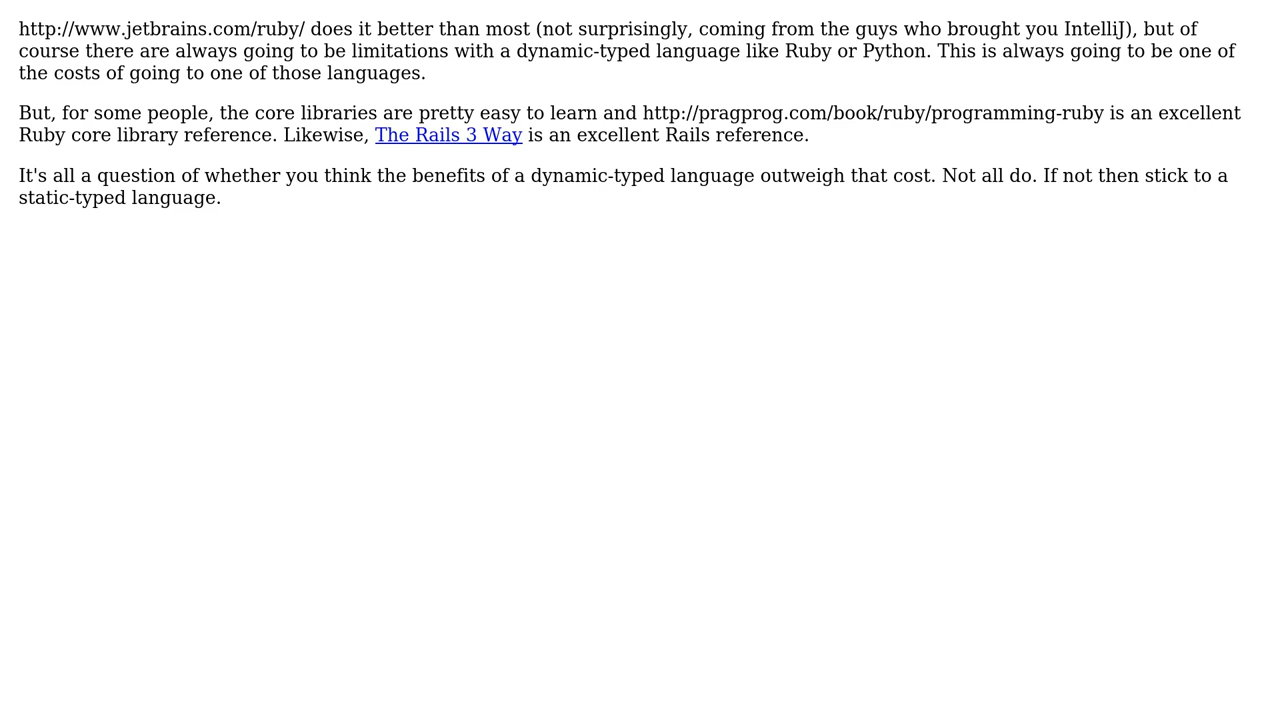 http://www.jetbrains.com/ruby/ does it better than most (not surprisingly, coming from the guys who brought you IntelliJ), but of
course there are always going to be limitations with a dynamic-typed language like Ruby or Python. This is always going to be one of
the costs of going to one of those languages.
But, for some people, the core libraries are pretty easy to learn and http://pragprog.com/book/ruby/programming-ruby is an excellent
Ruby core library reference. Likewise, The Rails 3 Way is an excellent Rails reference.
It's all a question of whether you think the benefits of a dynamic-typed language outweigh that cost. Not all do. If not then stick to a
static-typed language.